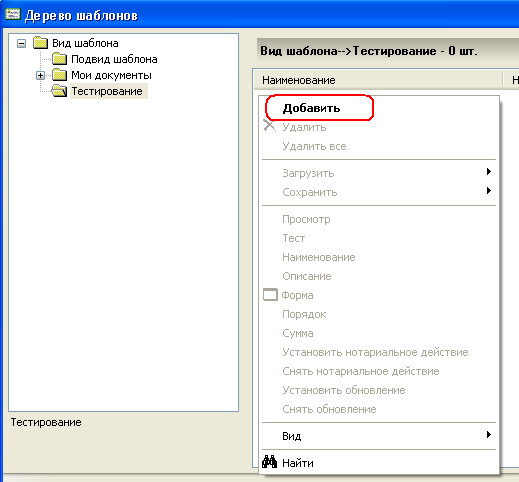 Дерево шаблонов
Вид шаблона
Подвид шаблона
Мои документы
Тестирование
Тестирование
Вид шаблона-->Тестирование - 0 шт.
Наименование Н
Добавить
Удалить
Удалить все
Загрузить
Сохранить
Просмотр
Тест
Наименование
Описание
Форма
Порядок
Сумма
Установить нотариальное действие
Снять нотариальное действие
Установить обновление
Снять обновление
Вид
Найти